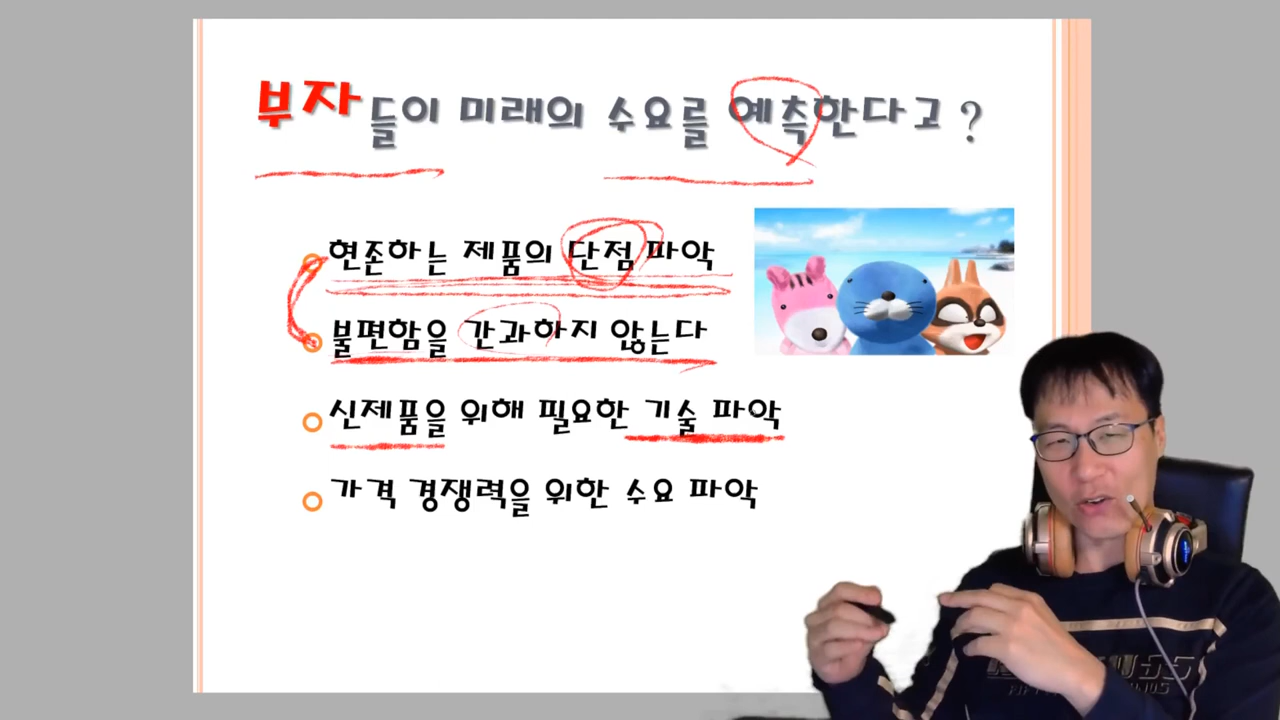 부자들이 미래의 수요를 예측한다고?
현존하는 제품의 단점 파악
불편함을 간과하지 않는다
신제품을 위해 필요한 기술 파악
가격 경쟁력을 위한 수요 파악